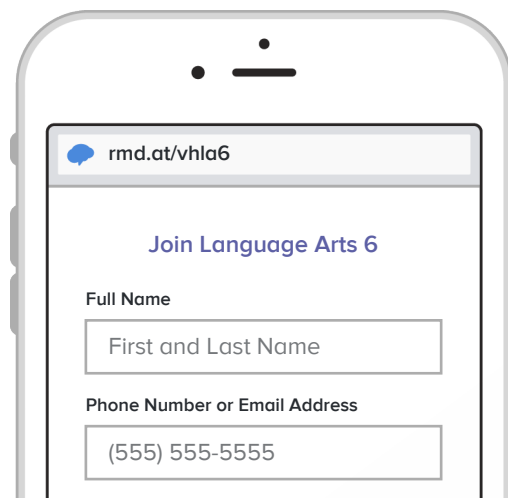 rmd.at/vhla6
Join Language Arts 6
Full Name
First and Last Name
Phone Number or Email Address
(555) 555-5555